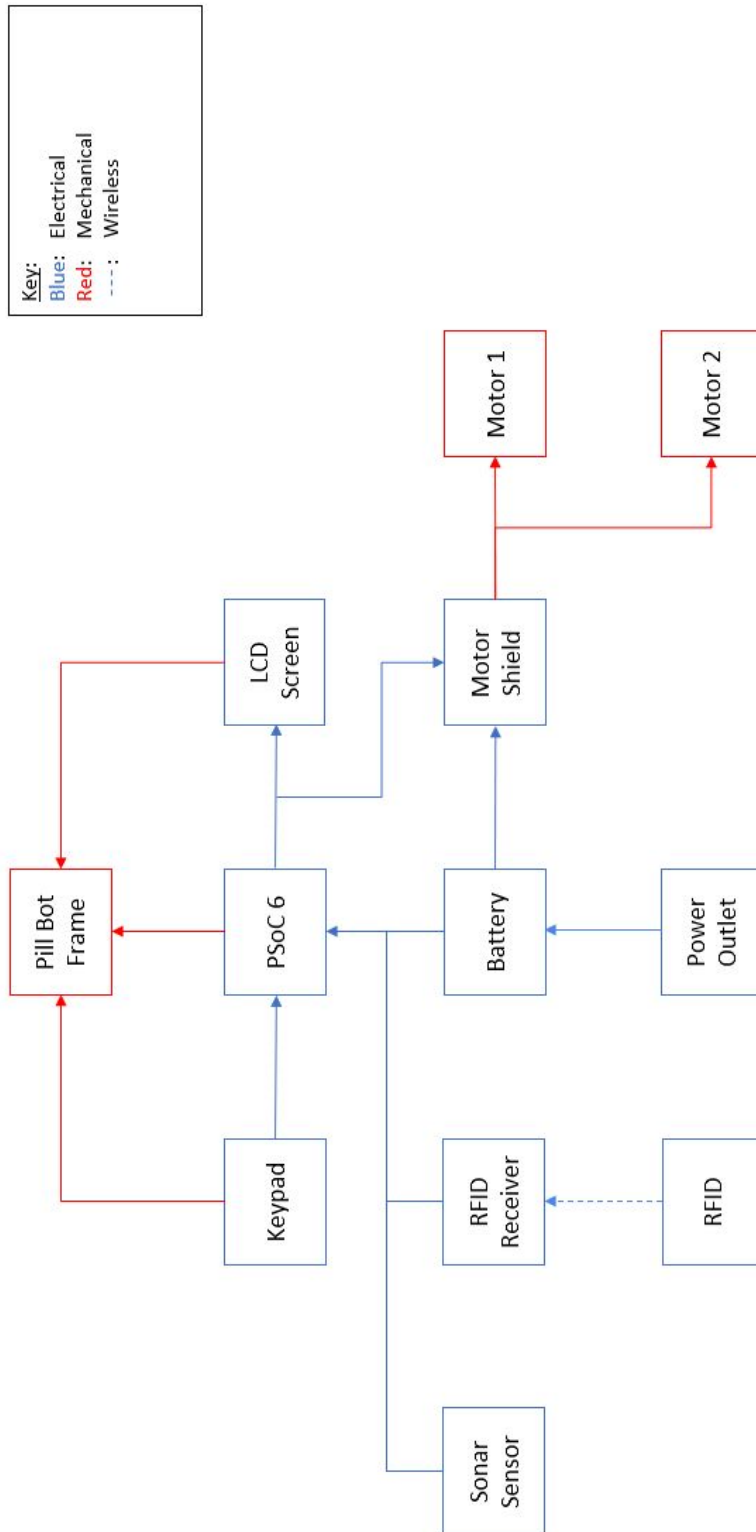 Key:
Blue: Electrical
Red: Mechanical
---: Wireless
Pill Bot
Frame
Keypad
PSoC 6
LCD
Screen
Sonar
Sensor
RFID
Receiver
Battery
Motor
Shield
Motor 1
RFID
Power
Outlet
Motor 2